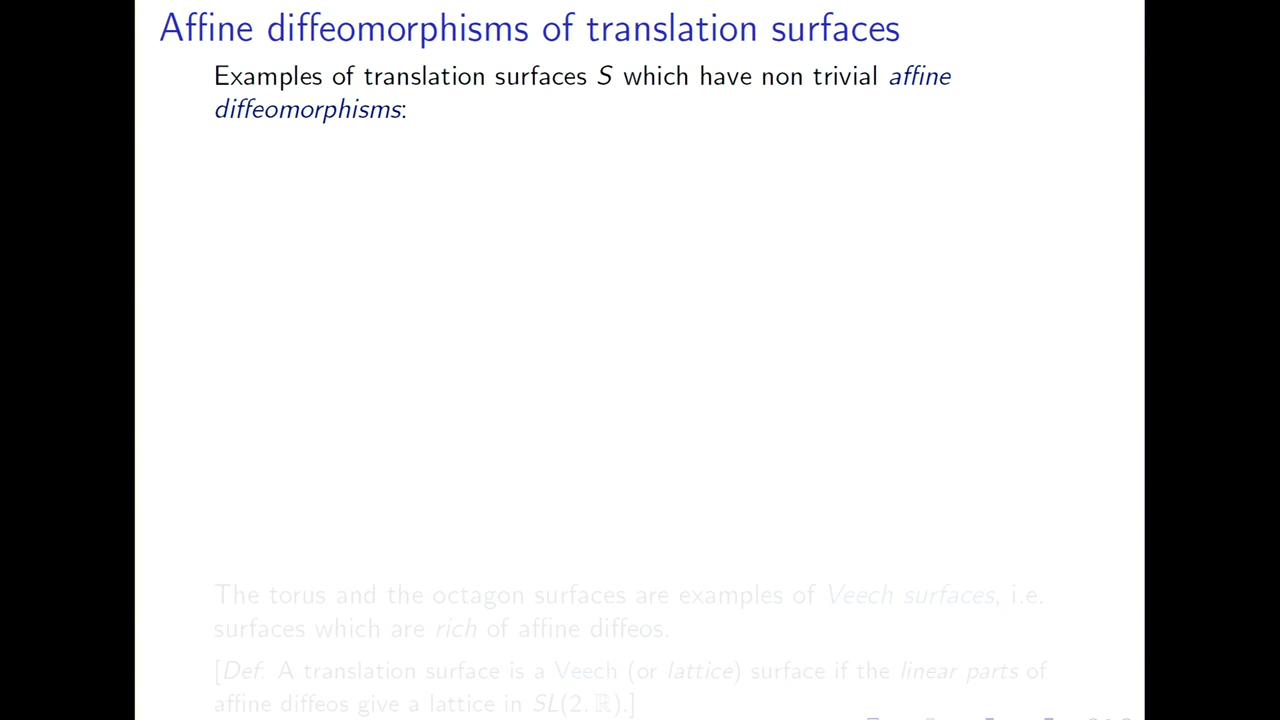 Affine diffeomorphisms of translation surfaces
Examples of translation surfaces S which have non trivial affine
diffeomorphisms:
The torus and the octagon surfaces are examples of Veech surfaces, i.e.
surfaces which are rich of affine diffeos.
[Def: A translation surface is a Veech (or lattice) surface if the linear parts of
affine diffeos give a lattice in SL(2, ℝ).]